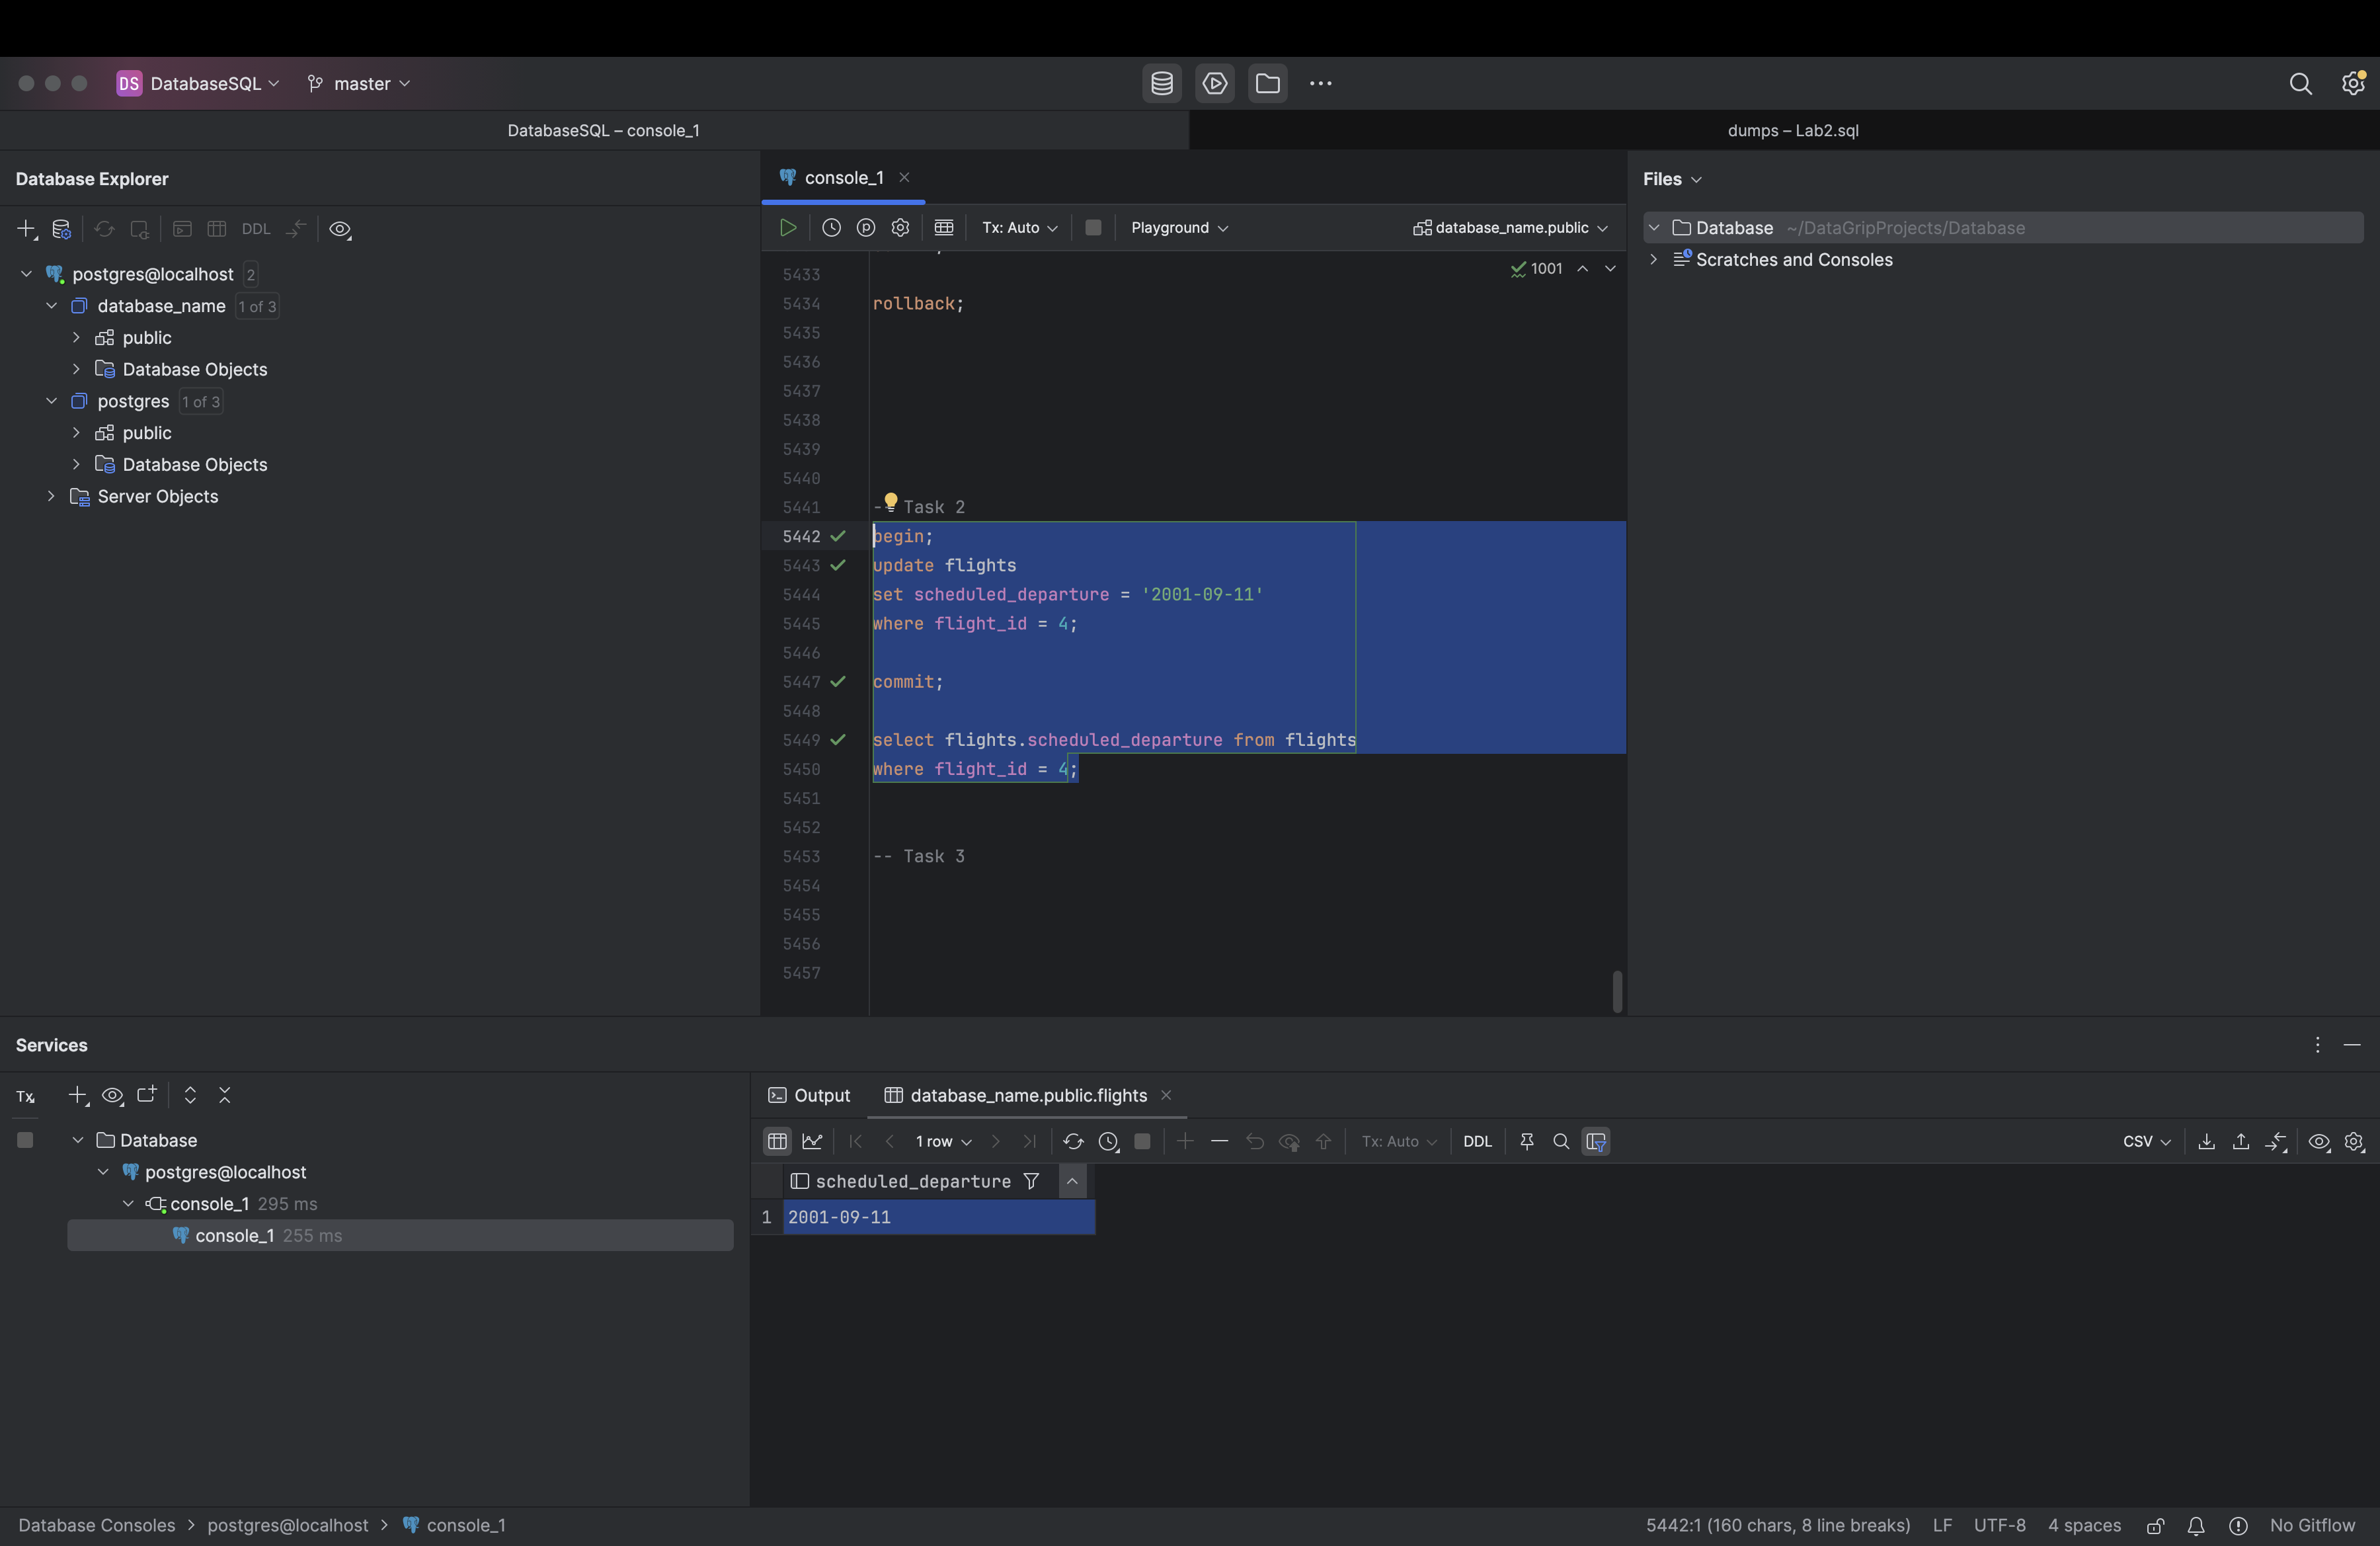 DS DatabaseSQL master
DatabaseSQL – console_1
dumps – Lab2.sql
Database Explorer
DDL
postgres@localhost 2
database_name 1 of 3
public
Database Objects
postgres 1 of 3
public
Database Objects
Server Objects
console_1
Tx: Auto Playground database_name.public
1001
5433
5434 rollback;
5435
5436
5437
5438
5439
5440
5441 -- Task 2
5442 begin;
5443 update flights
5444 set scheduled_departure = '2001-09-11'
5445 where flight_id = 4;
5446
5447 commit;
5448
5449 select flights.scheduled_departure from flights
5450 where flight_id = 4;
5451
5452
5453 -- Task 3
5454
5455
5456
5457
Files
Database ~/DataGripProjects/Database
Scratches and Consoles
Services
Tx
Database
postgres@localhost
console_1 295 ms
console_1 255 ms
Output database_name.public.flights
1 row Tx: Auto DDL CSV
scheduled_departure
1 2001-09-11
Database Consoles > postgres@localhost > console_1
5442:1 (160 chars, 8 line breaks) LF UTF-8 4 spaces No Gitflow